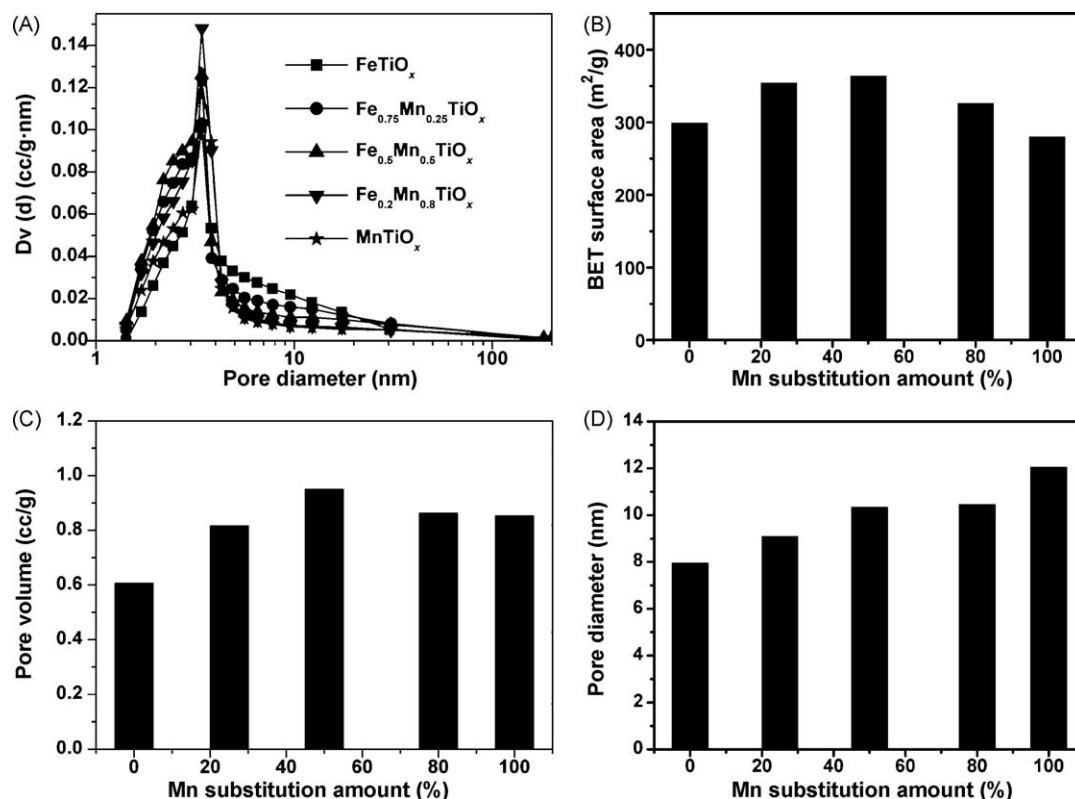 (A)
0.14
0.12
0.10
0.08
0.06
0.04
0.02
0.00
Dv (d) (cc/g·nm)
FeTiOₓ
Fe₀.₇₅Mn₀.₂₅TiOₓ
Fe₀.₅Mn₀.₅TiOₓ
Fe₀.₂Mn₀.₈TiOₓ
MnTiOₓ
1 10 100
Pore diameter (nm)
(B)
400
300
200
100
0
BET surface area (m²/g)
0 20 40 60 80 100
Mn substitution amount (%)
(C)
1.2
1.0
0.8
0.6
0.4
0.2
0.0
Pore volume (cc/g)
0 20 40 60 80 100
Mn substitution amount (%)
(D)
14
12
10
8
6
4
2
0
Pore diameter (nm)
0 20 40 60 80 100
Mn substitution amount (%)